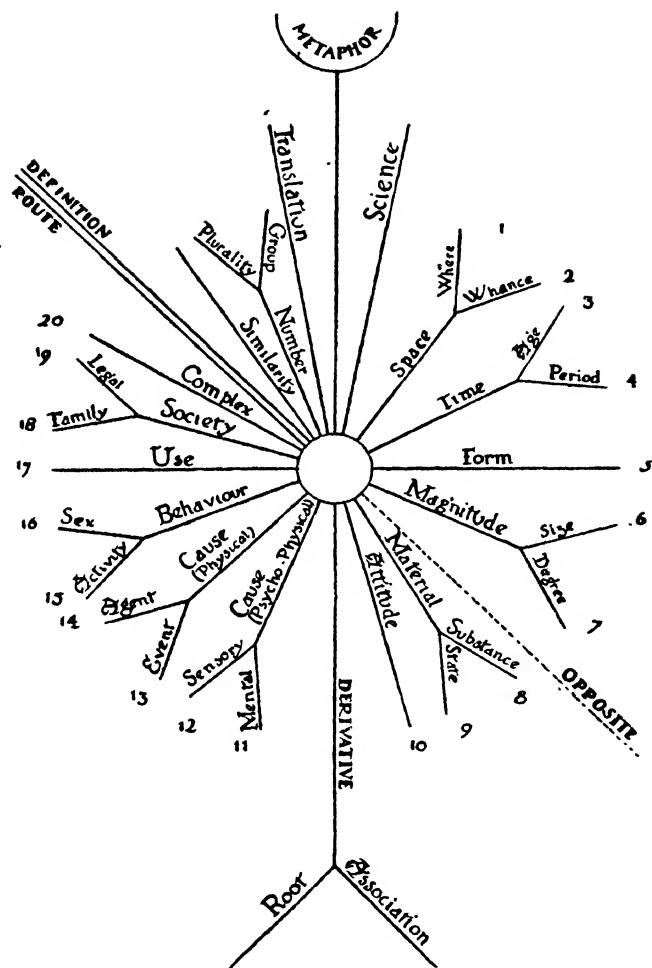 METAPHOR
Translation
Science
DEFINITION
ROUTE
Plurality
Group
Number
Similarity
Where
1
Whance
2
Space
Age
3
Time
Period
4
20
Complex
19
Legal
Society
18
Family
17
Use
Form
5
16
Sex
Behaviour
15
Activity
Magnitude
Size
6
Degree
7
Cause
(Physical)
14
Agent
Event
13
Cause
(Psycho-Physical)
Sensory
12
Mental
11
Material
Substance
8
State
9
Attitude
10
OPPOSITE
DERIVATIVE
Root
Association